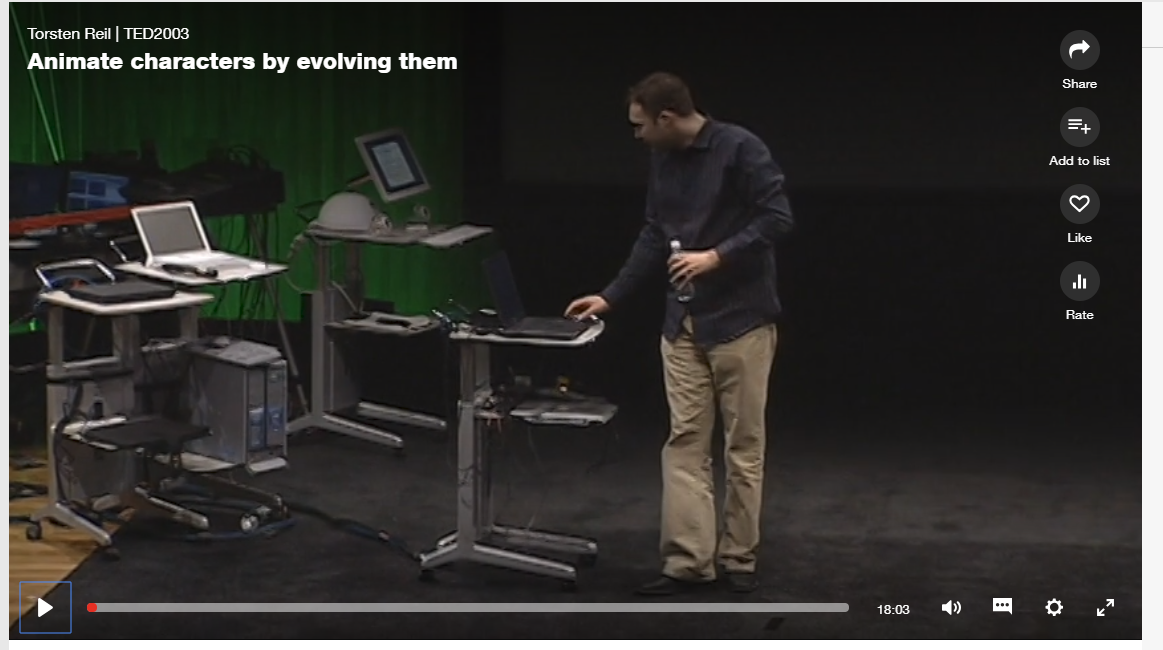 Torsten Reil | TED2003
Animate characters by evolving them
Share
Add to list
Like
Rate
18:03